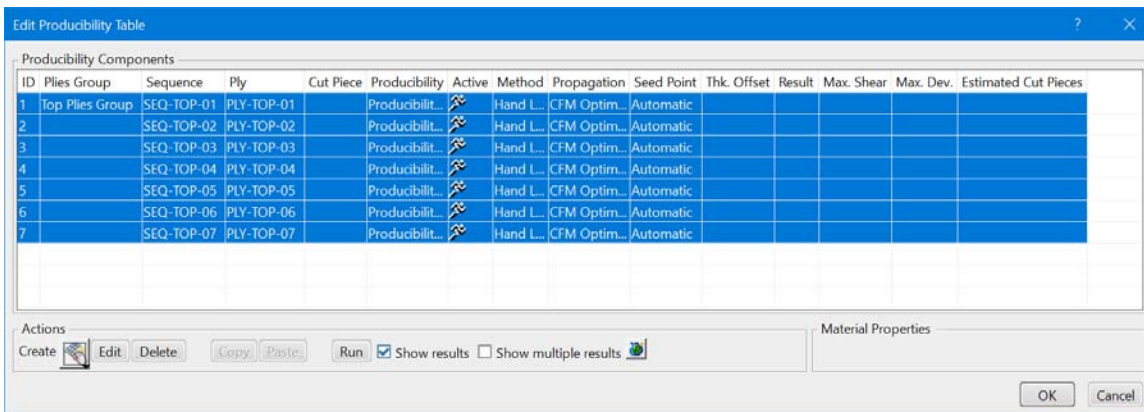 Edit Producibility Table
?
Producibility Components
ID Plies Group Sequence Ply Cut Piece Producibility Active Method Propagation Seed Point Thk. Offset Result Max. Shear Max. Dev. Estimated Cut Pieces
1 Top Plies Group SEQ-TOP-01 PLY-TOP-01 Producibilit... Hand L... CFM Optim... Automatic
2 SEQ-TOP-02 PLY-TOP-02 Producibilit... Hand L... CFM Optim... Automatic
3 SEQ-TOP-03 PLY-TOP-03 Producibilit... Hand L... CFM Optim... Automatic
4 SEQ-TOP-04 PLY-TOP-04 Producibilit... Hand L... CFM Optim... Automatic
5 SEQ-TOP-05 PLY-TOP-05 Producibilit... Hand L... CFM Optim... Automatic
6 SEQ-TOP-06 PLY-TOP-06 Producibilit... Hand L... CFM Optim... Automatic
7 SEQ-TOP-07 PLY-TOP-07 Producibilit... Hand L... CFM Optim... Automatic
Actions
Create Edit Delete Copy Paste Run Show results Show multiple results
Material Properties
OK Cancel